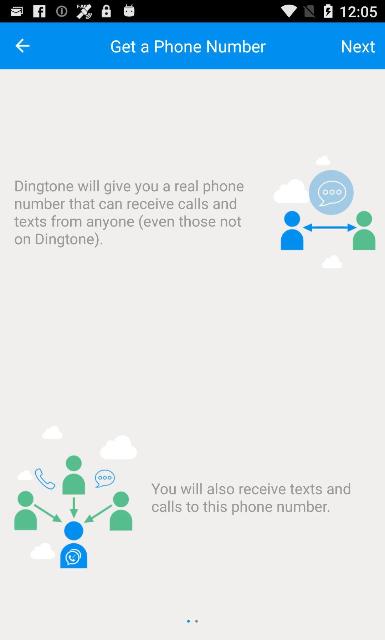 12:05
Get a Phone Number
Next
Dingtone will give you a real phone
number that can receive calls and
texts from anyone (even those not
on Dingtone).
You will also receive texts and
calls to this phone number.